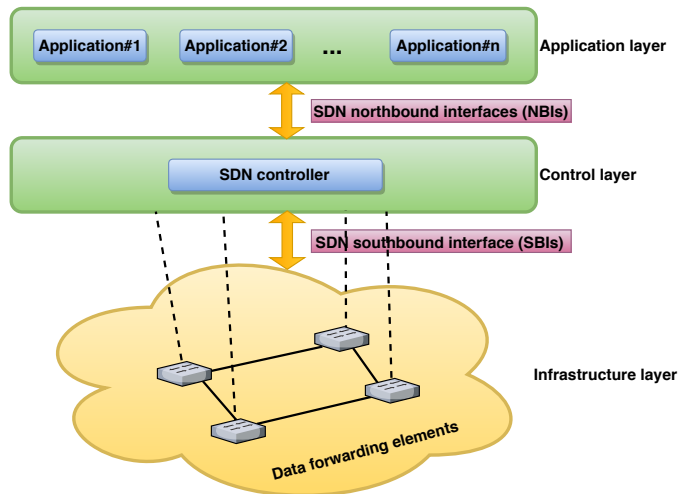 Application#1
Application#2
...
Application#n
Application layer
SDN northbound interfaces (NBIs)
SDN controller
Control layer
SDN southbound interface (SBIs)
Infrastructure layer
Data forwarding elements